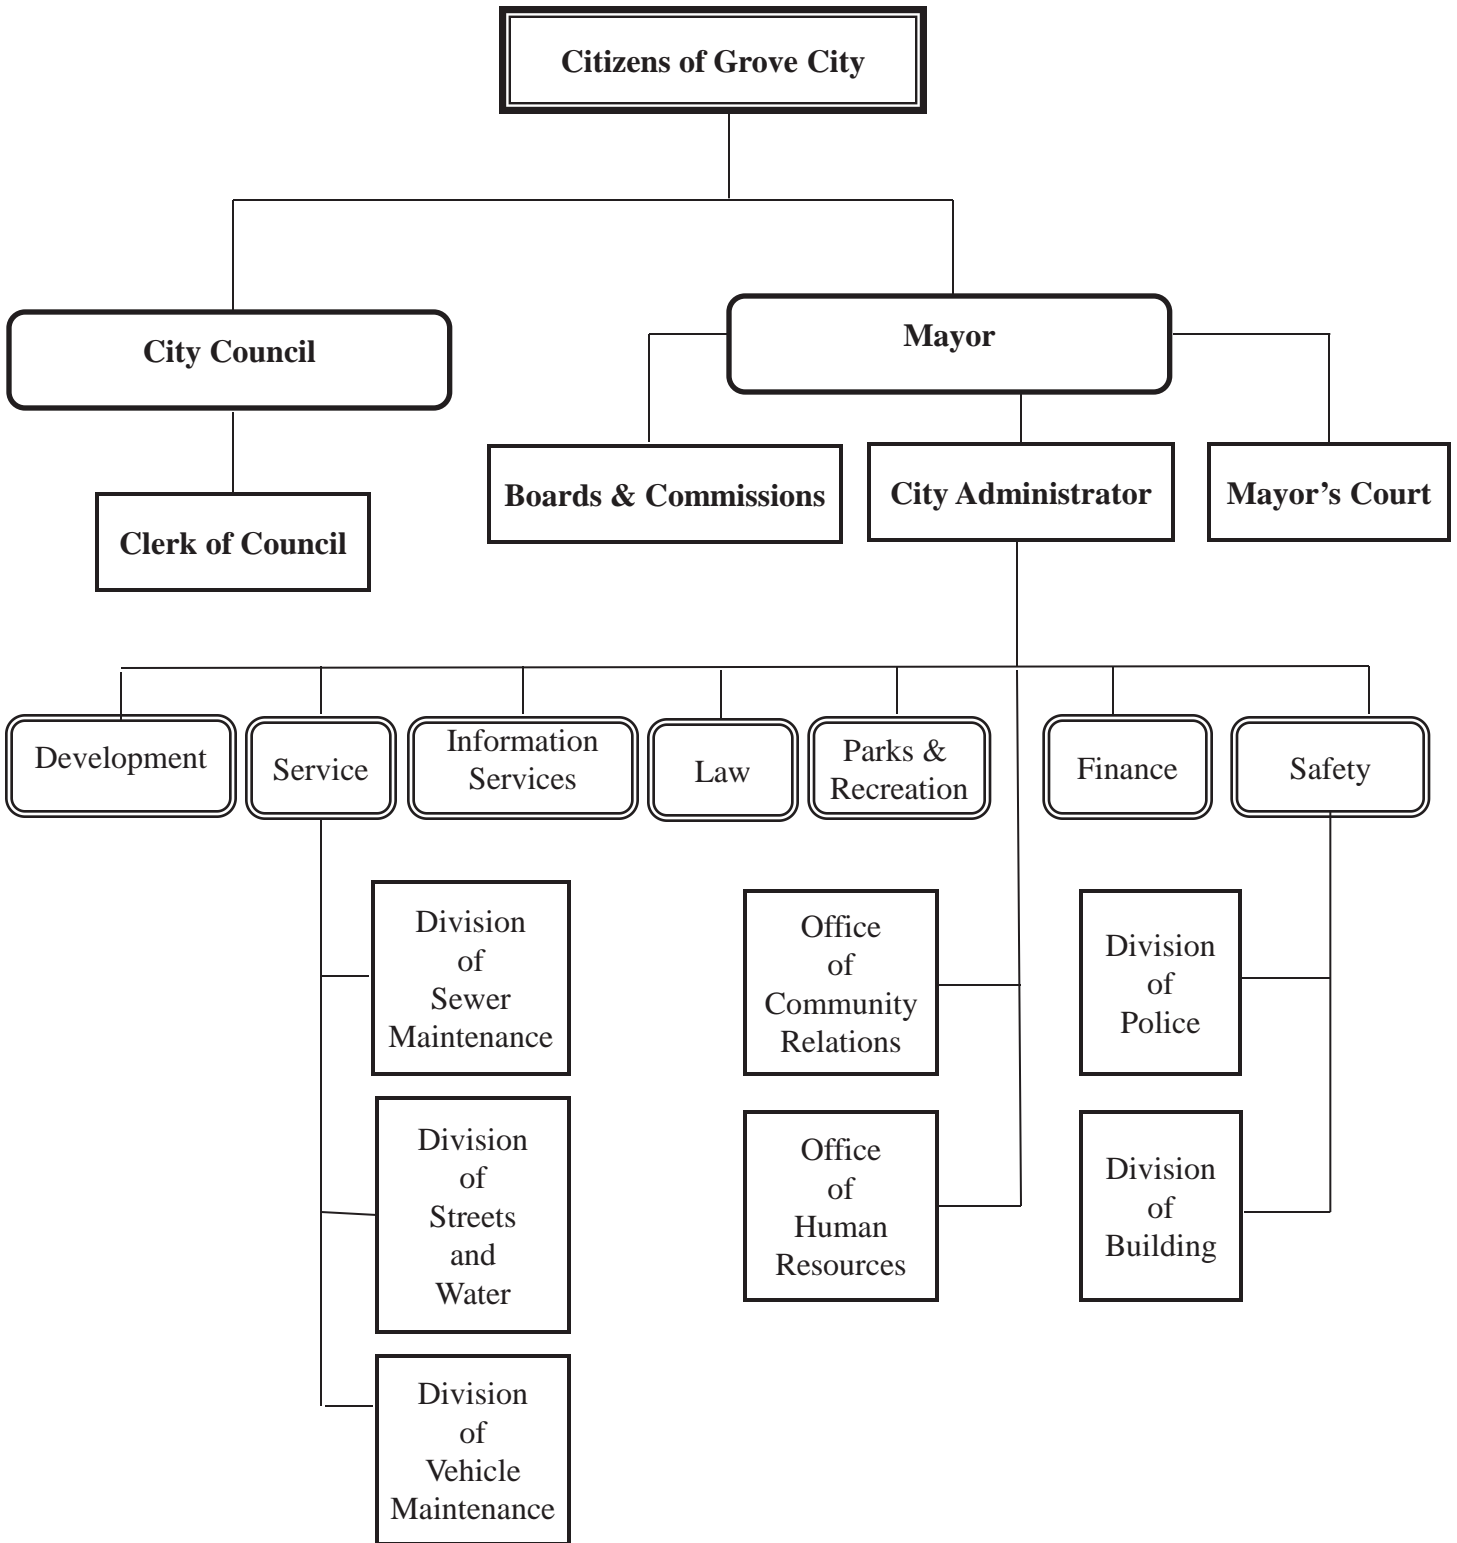 Citizens of Grove City
City Council
Mayor
Boards & Commissions
City Administrator
Mayor’s Court
Clerk of Council
Development
Service
Information
Services
Law
Parks &
Recreation
Finance
Safety
Division
of
Sewer
Maintenance
Division
of
Streets
and
Water
Division
of
Vehicle
Maintenance
Office
of
Community
Relations
Office
of
Human
Resources
Division
of
Police
Division
of
Building